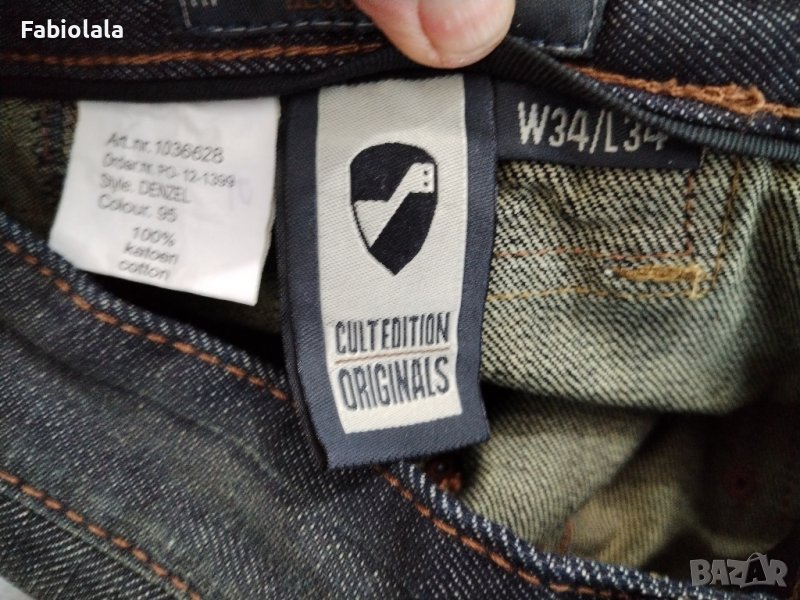 Fabiolala
Art.nr. 1036628
Order.nr. PO-12-1399
Style. DENZEL
Colour. 95
100%
katoen
cotton
CULTEDITION
ORIGINALS
W34/L34
BAZAR